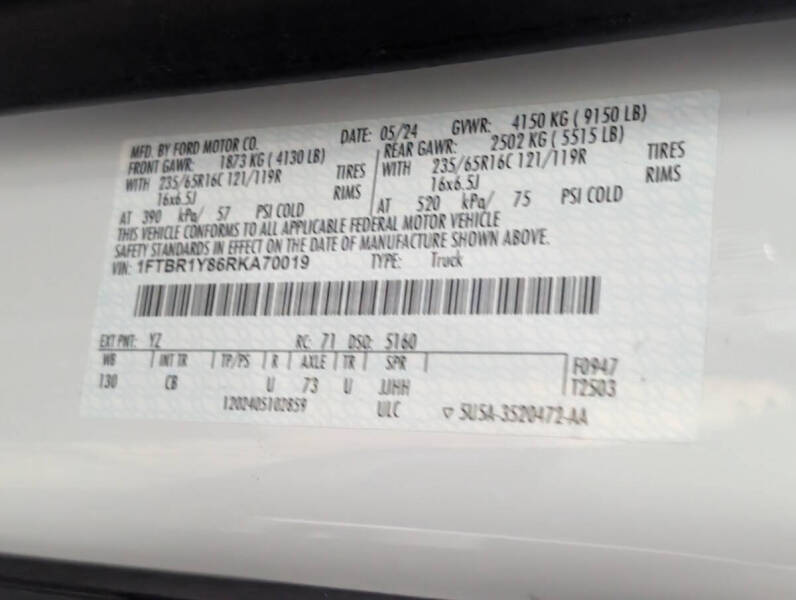 MFD. BY FORD MOTOR CO. DATE: 05/24 GVWR: 4150 KG ( 9150 LB)
FRONT GAWR: 1873 KG ( 4130 LB) REAR GAWR: 2502 KG ( 5515 LB)
WITH 235/65R16C 121/119R TIRES WITH 235/65R16C 121/119R TIRES
16x6.5J RIMS 16x6.5J RIMS
AT 390 kPa/ 57 PSI COLD AT 520 kPa/ 75 PSI COLD
THIS VEHICLE CONFORMS TO ALL APPLICABLE FEDERAL MOTOR VEHICLE
SAFETY STANDARDS IN EFFECT ON THE DATE OF MANUFACTURE SHOWN ABOVE.
VIN: 1FTBR1Y86RKA70019 TYPE: Truck
EXT PNT: YZ RC: 71 DSO: 5160
WB INT TR TP/PS R AXLE TR SPR F0947
130 CB U 73 U JJHH T2503
1202405102859 ULC 5U5A-3520472-AA